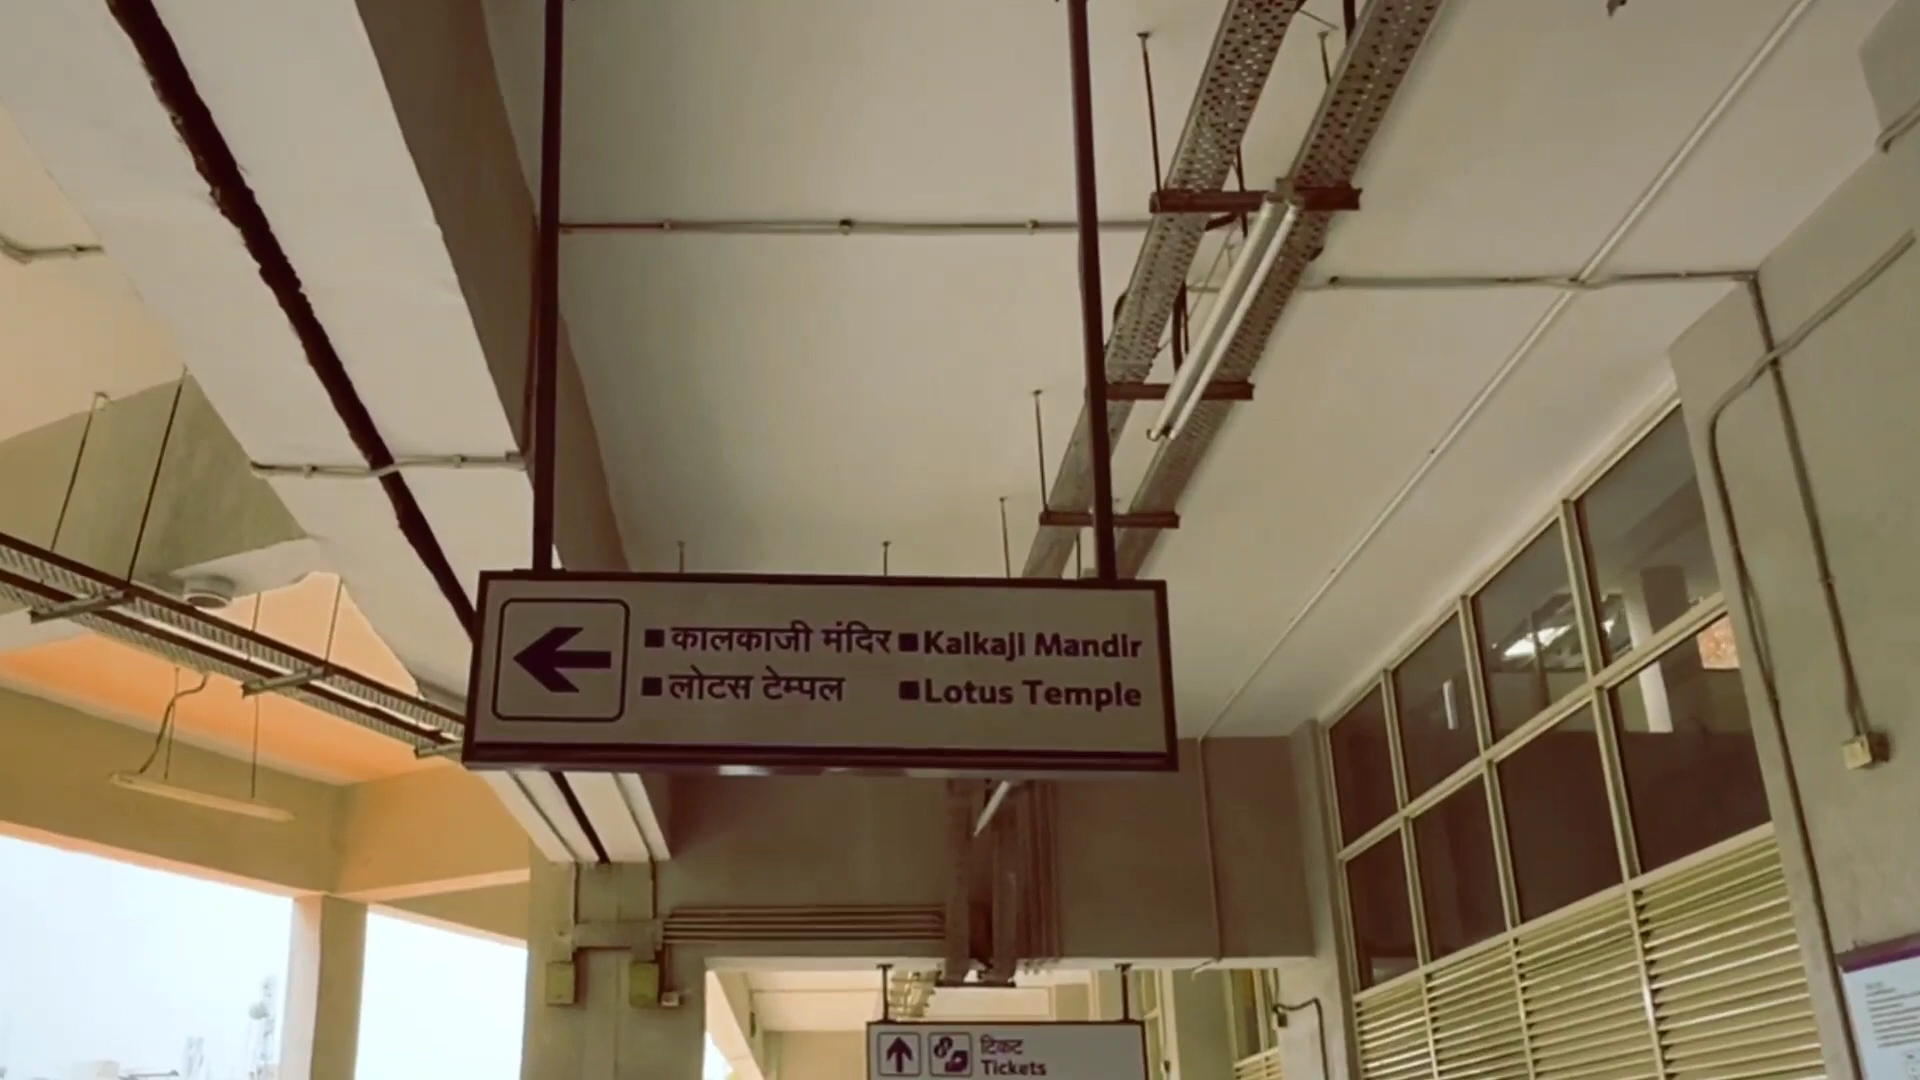 कालकाजी मंदिर Kalkaji Mandir
लोटस टेम्पल Lotus Temple
टिकट
Tickets